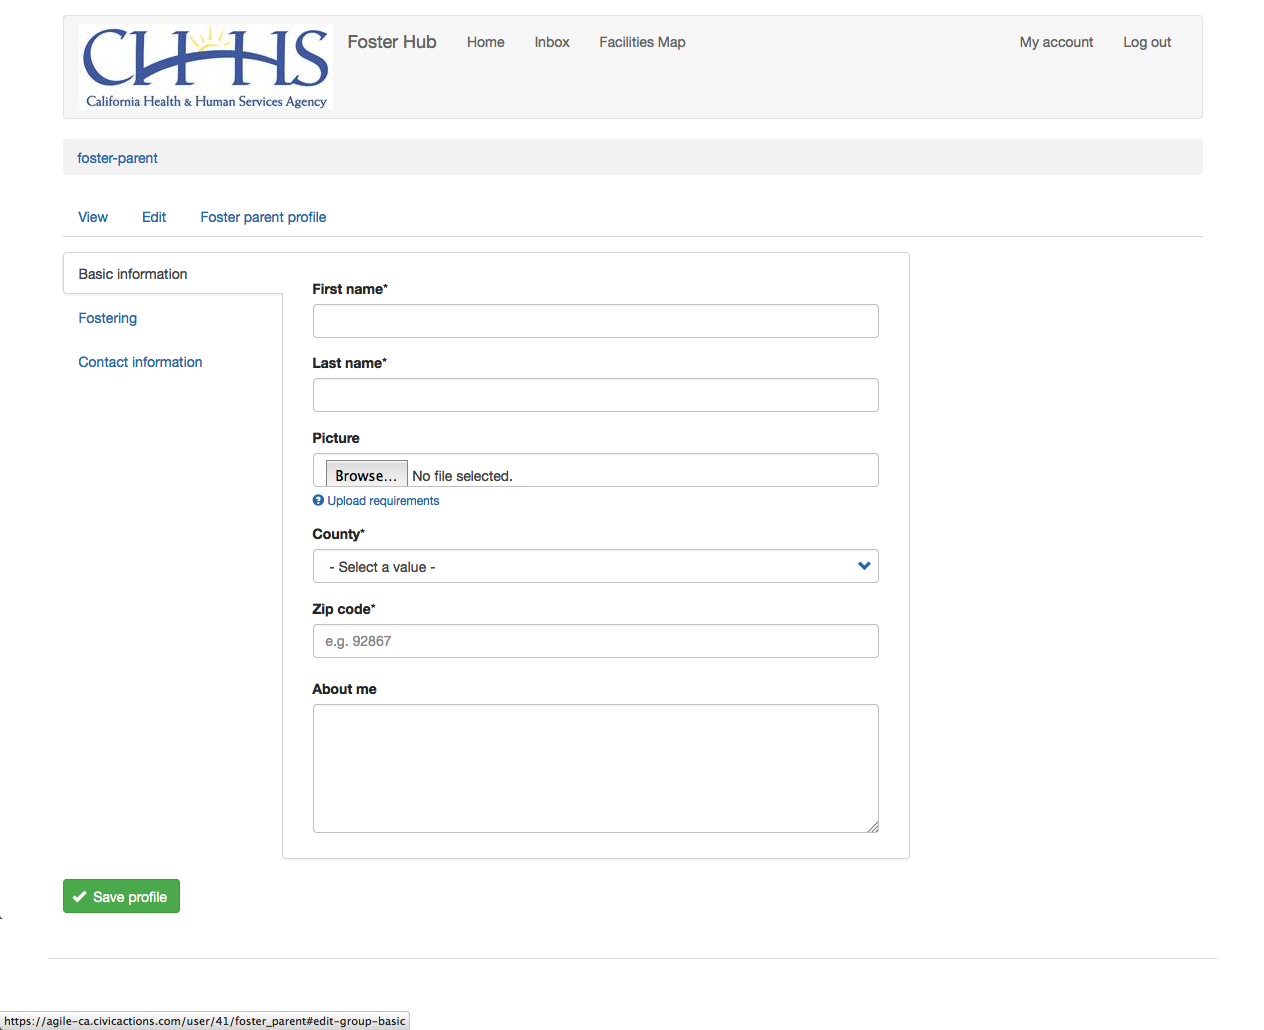 CHHS
California Health & Human Services Agency
Foster Hub Home Inbox Facilities Map My account Log out
foster-parent
View Edit Foster parent profile
Basic information
Fostering
Contact information
First name*
Last name*
Picture
Browse... No file selected.
Upload requirements
County*
- Select a value -
Zip code*
e.g. 92867
About me
Save profile
https://agile-ca.civicactions.com/user/41/foster_parent#edit-group-basic